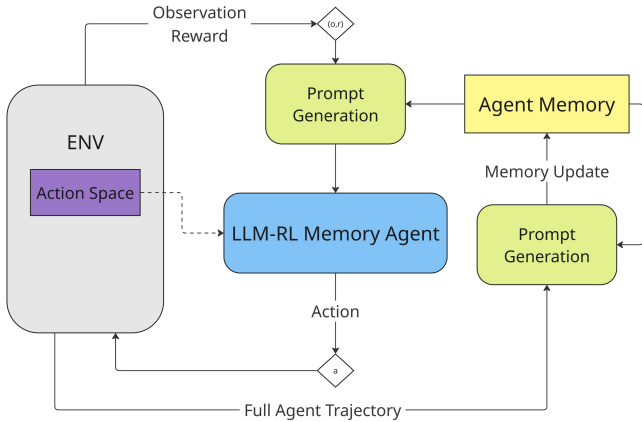 Observation
Reward
(o,r)
Prompt
Generation
Agent Memory
ENV
Action Space
Memory Update
LLM-RL Memory Agent
Prompt
Generation
Action
a
Full Agent Trajectory